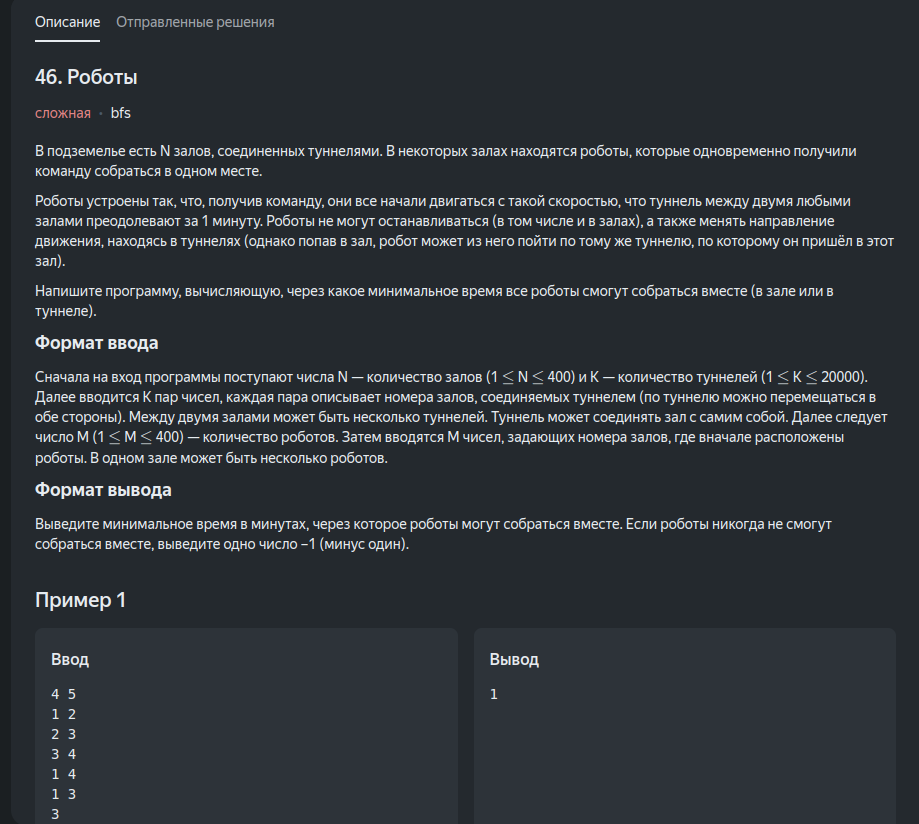 Описание Отправленные решения
46. Роботы
сложная · bfs
В подземелье есть N залов, соединенных туннелями. В некоторых залах находятся роботы, которые одновременно получили
команду собраться в одном месте.
Роботы устроены так, что, получив команду, они все начали двигаться с такой скоростью, что туннель между двумя любыми
залами преодолевают за 1 минуту. Роботы не могут останавливаться (в том числе и в залах), а также менять направление
движения, находясь в туннелях (однако попав в зал, робот может из него пойти по тому же туннелю, по которому он пришёл в этот
зал).
Напишите программу, вычисляющую, через какое минимальное время все роботы смогут собраться вместе (в зале или в
туннеле).
Формат ввода
Сначала на вход программы поступают числа N — количество залов (1 ≤ N ≤ 400) и K — количество туннелей (1 ≤ K ≤ 20000).
Далее вводится K пар чисел, каждая пара описывает номера залов, соединяемых туннелем (по туннелю можно перемещаться в
обе стороны). Между двумя залами может быть несколько туннелей. Туннель может соединять зал с самим собой. Далее следует
число M (1 ≤ M ≤ 400) — количество роботов. Затем вводятся M чисел, задающих номера залов, где вначале расположены
роботы. В одном зале может быть несколько роботов.
Формат вывода
Выведите минимальное время в минутах, через которое роботы могут собраться вместе. Если роботы никогда не смогут
собраться вместе, выведите одно число −1 (минус один).
Пример 1
Ввод
4 5
1 2
2 3
3 4
1 4
1 3
3
Вывод
1